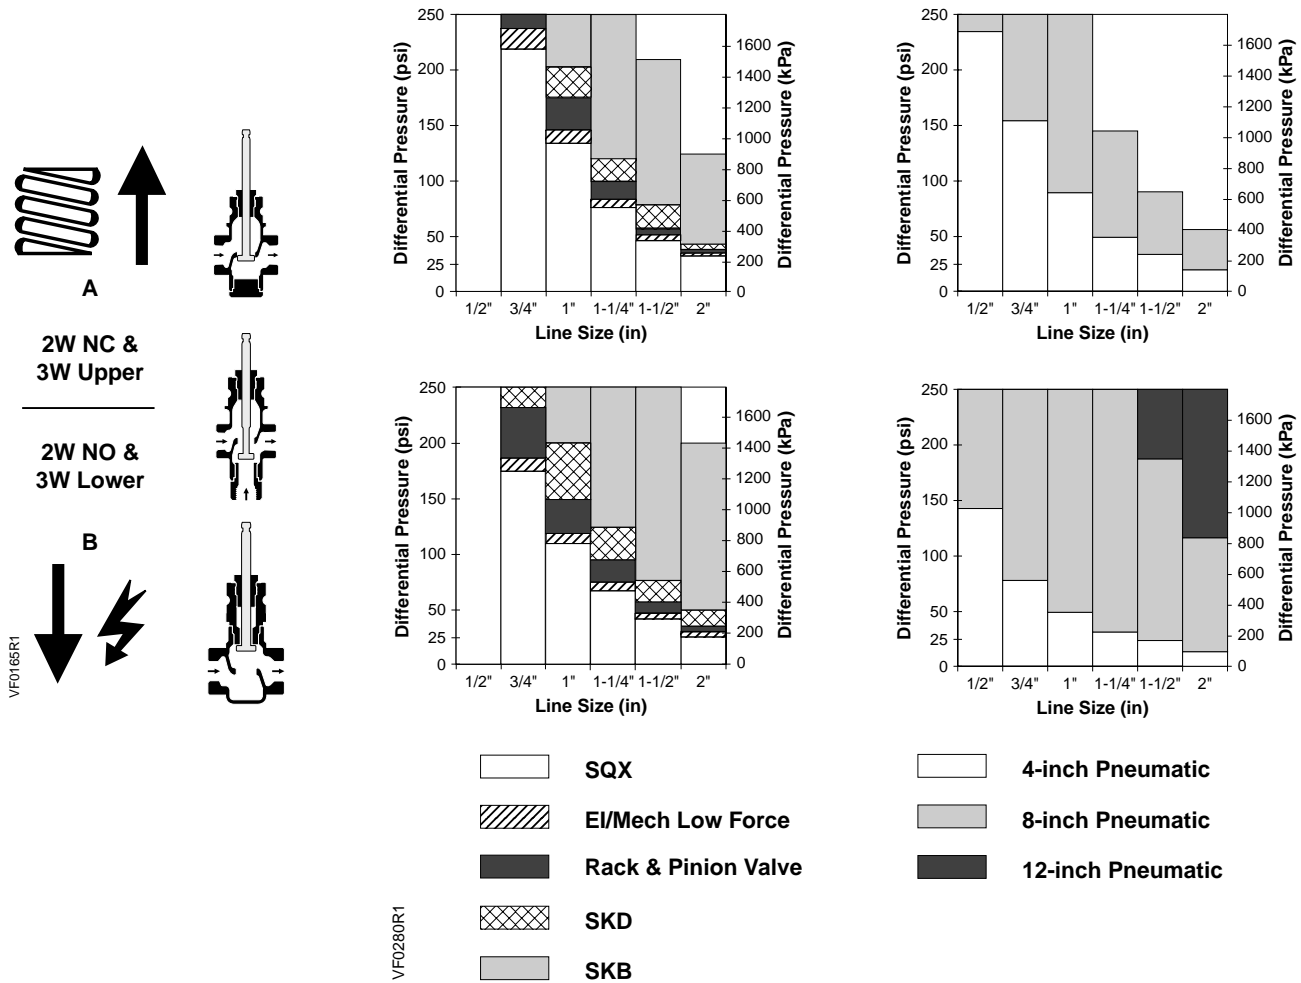 A
2W NC &
3W Upper
2W NO &
3W Lower
B
VF0165R1
Differential Pressure (psi)
250
200
150
100
50
25
0
1/2" 3/4" 1" 1-1/4" 1-1/2" 2"
Line Size (in)
1600
1400
1200
1000
800
600
400
200
0
Differential Pressure (kPa)
Differential Pressure (psi)
250
200
150
100
50
25
0
1/2" 3/4" 1" 1-1/4" 1-1/2" 2"
Line Size (in)
1600
1400
1200
1000
800
600
400
200
0
Differential Pressure (kPa)
Differential Pressure (psi)
250
200
150
100
50
25
0
1/2" 3/4" 1" 1-1/4" 1-1/2" 2"
Line Size (in)
1600
1400
1200
1000
800
600
400
200
0
Differential Pressure (kPa)
Differential Pressure (psi)
250
200
150
100
50
25
0
1/2" 3/4" 1" 1-1/4" 1-1/2" 2"
Line Size (in)
1600
1400
1200
1000
800
600
400
200
0
Differential Pressure (kPa)
VF0280R1
SQX
El/Mech Low Force
Rack & Pinion Valve
SKD
SKB
4-inch Pneumatic
8-inch Pneumatic
12-inch Pneumatic